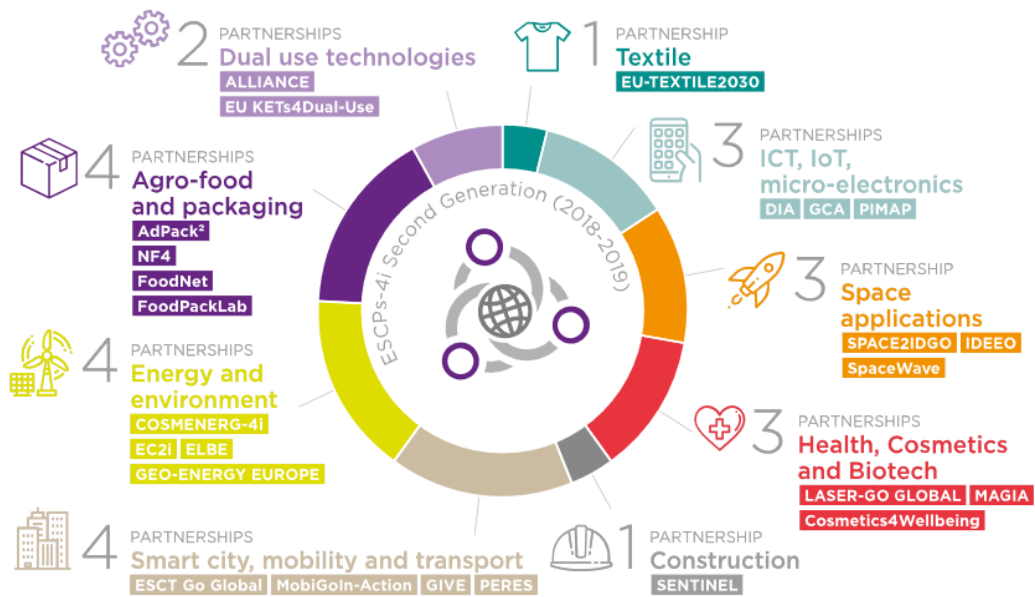 2 PARTNERSHIPS
Dual use technologies
ALLIANCE
EU KETs4Dual-Use
1 PARTNERSHIP
Textile
EU-TEXTILE2030
3 PARTNERSHIPS
ICT, IoT,
micro-electronics
DIA GCA PIMAP
3 PARTNERSHIP
Space
applications
SPACE2IDGO IDEEO
SpaceWave
3 PARTNERSHIPS
Health, Cosmetics
and Biotech
LASER-GO GLOBAL MAGIA
Cosmetics4Wellbeing
1 PARTNERSHIP
Construction
SENTINEL
4 PARTNERSHIPS
Smart city, mobility and transport
ESCT Go Global MobiGoIn-Action GIVE PERES
4 PARTNERSHIPS
Energy and
environment
COSMENERG-4i
EC2i ELBE
GEO-ENERGY EUROPE
4 PARTNERSHIPS
Agro-food
and packaging
AdPack²
NF4
FoodNet
FoodPackLab
ESCPs-4i Second Generation (2018-2019)